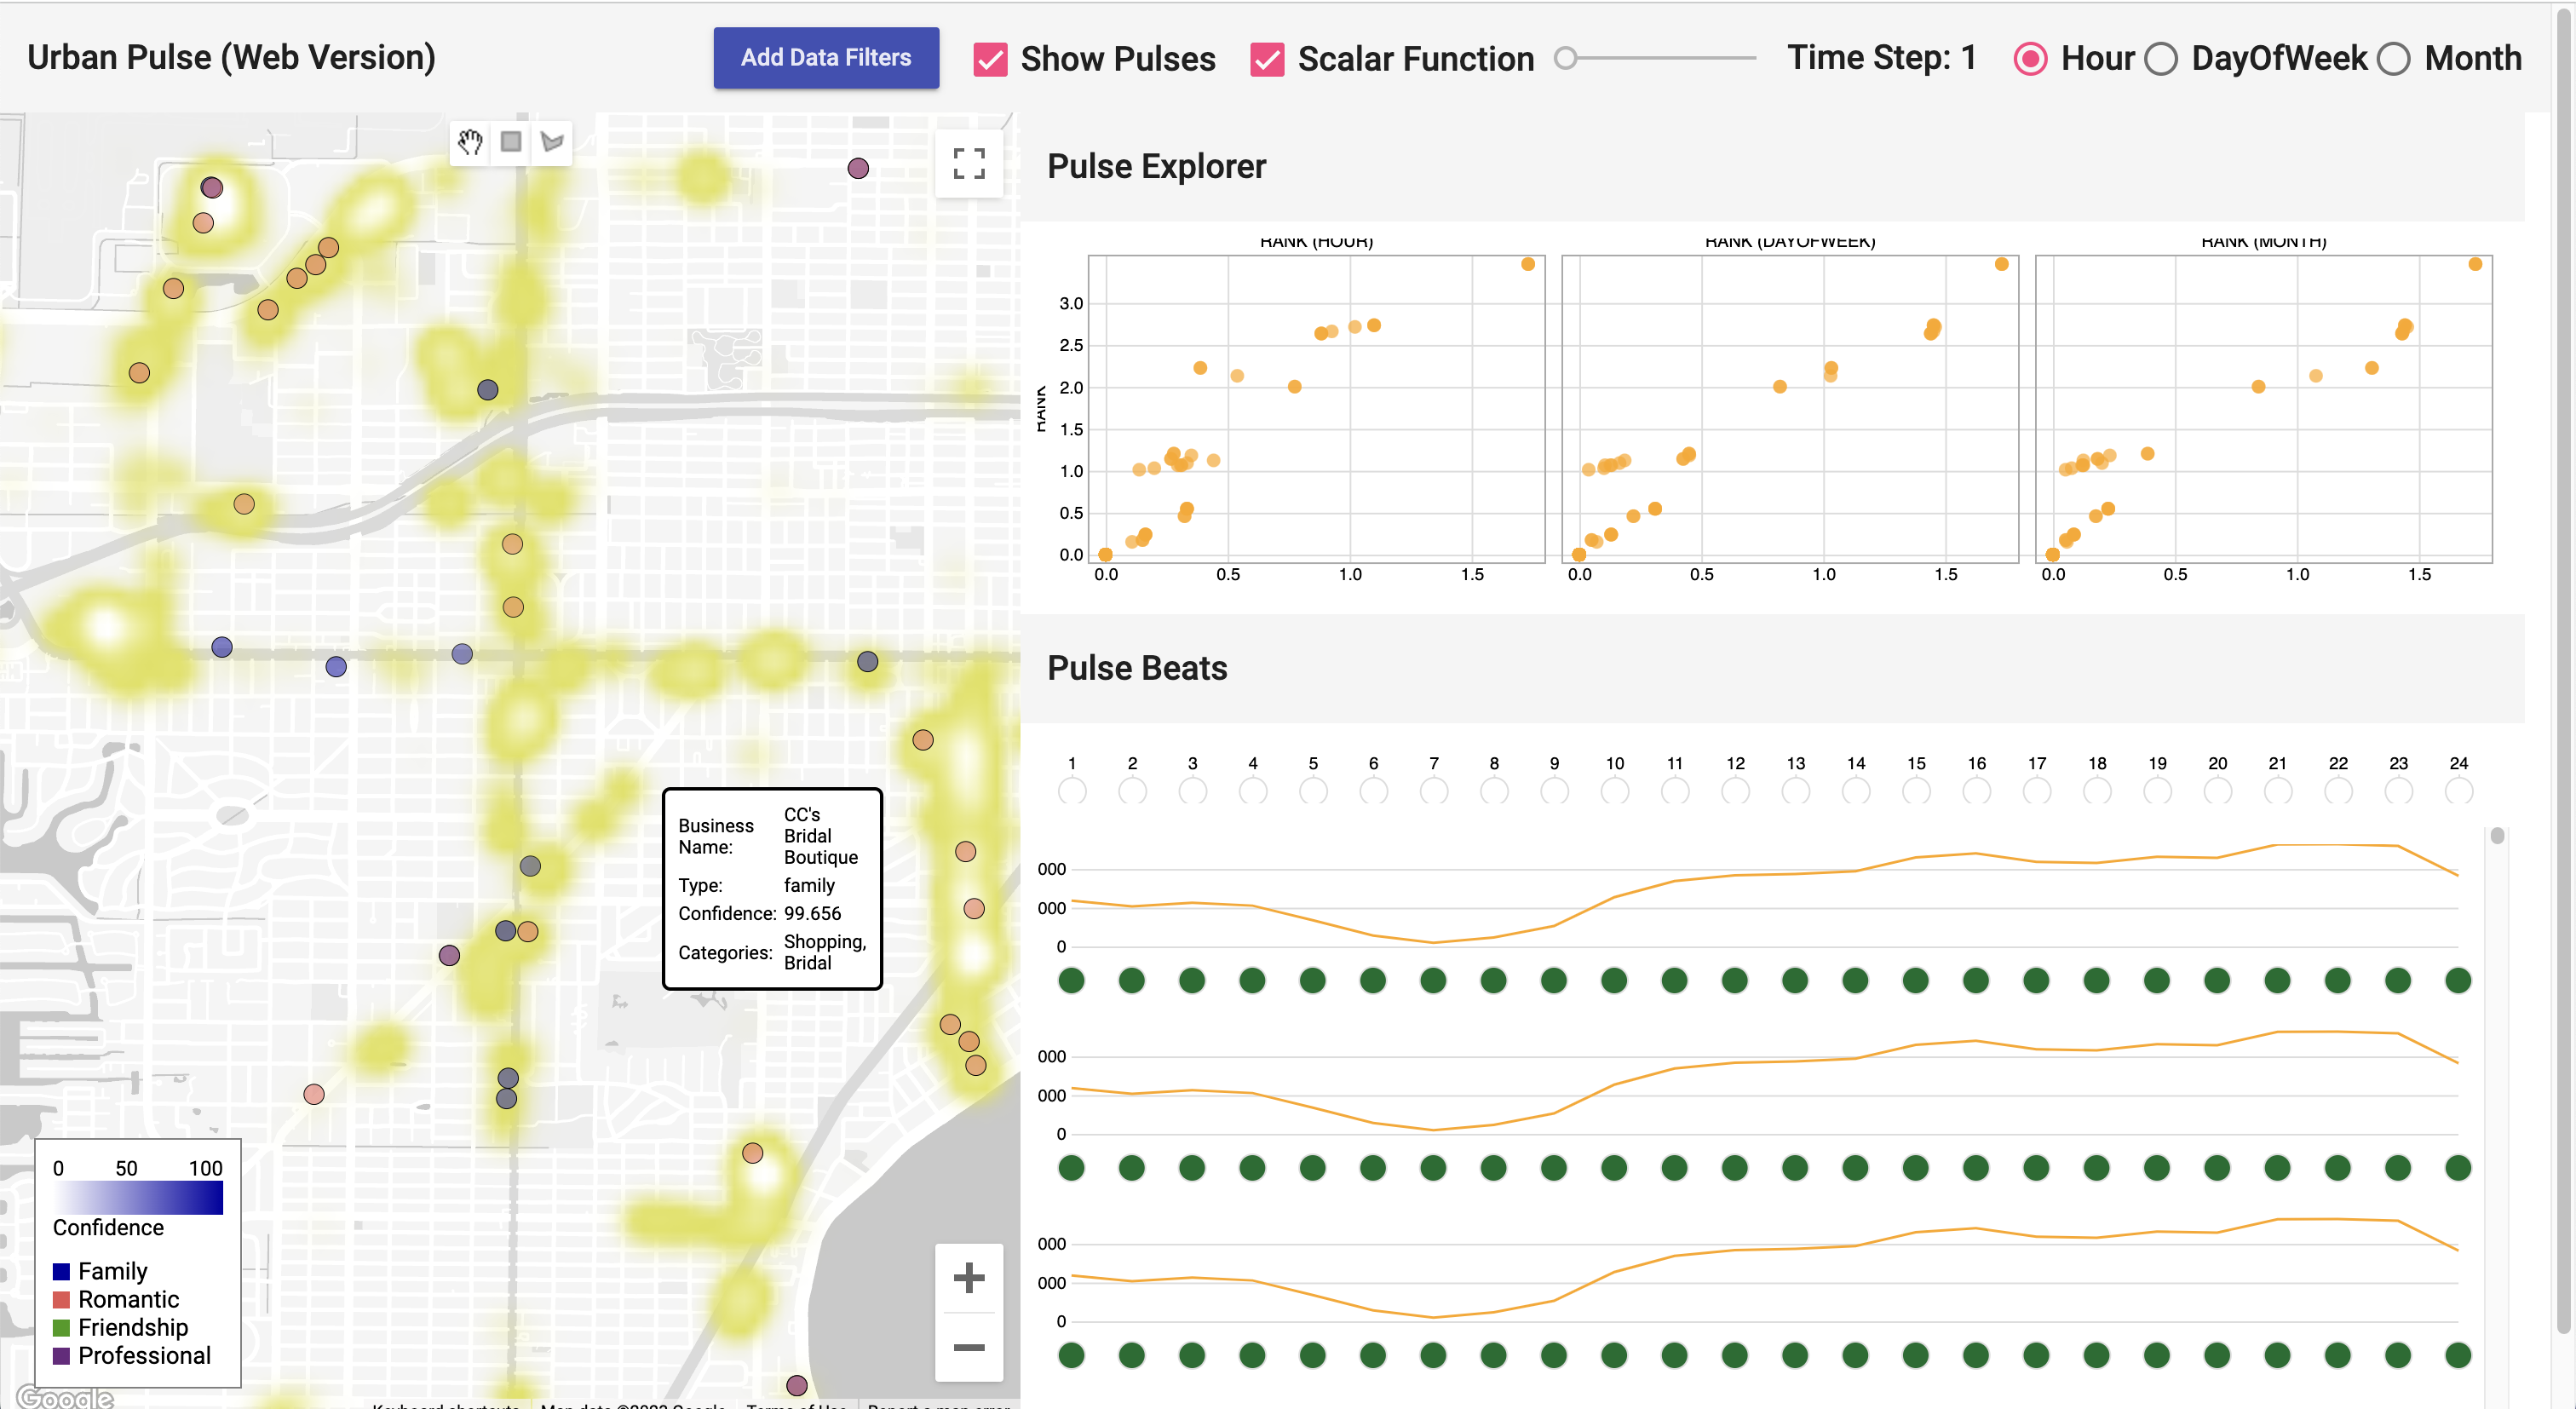 Urban Pulse (Web Version)
Add Data Filters
Show Pulses
Scalar Function
Time Step: 1
Hour
DayOfWeek
Month
Business Name:
CC's Bridal Boutique
Type:
family
Confidence:
99.656
Categories:
Shopping, Bridal
0 50 100
Confidence
Family
Romantic
Friendship
Professional
Google
Keyboard shortcuts
Map data ©2023 Google
Terms of Use
Report a map error
Pulse Explorer
RANK (HOUR)
RANK (DAYOFWEEK)
RANK (MONTH)
RANK
3.0
2.5
2.0
1.5
1.0
0.5
0.0
0.0 0.5 1.0 1.5
0.0 0.5 1.0 1.5
0.0 0.5 1.0 1.5
Pulse Beats
1 2 3 4 5 6 7 8 9 10 11 12 13 14 15 16 17 18 19 20 21 22 23 24
000
000
0
000
000
0
000
000
0